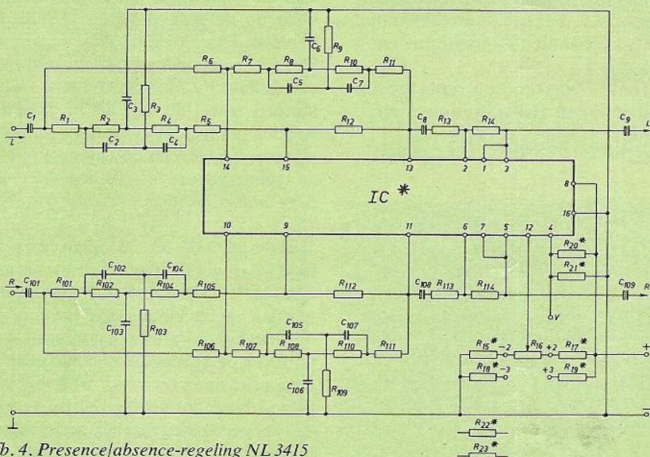 C6 R9
R6 R7 R8 R10 R11
C5 C7
C3 R3
C1 R1 R2 R4 R5 R12 C8 R13 R14 C9
L C2 C4 L
14 15 13 2 1 3
IC * 8
16
10 9 11 6 7 5 12 4
R20*
R21*
R C101 R101 C102 R102 C104 R104 R105 R112 C108 R113 R114 C109 R
C103 R103 V
C105 C107
R106 R107 R108 R110 R111 R15* -2 R16 +2 R17* +
R18* -3 +3 R19*
C106 R109
-
R22*
R23*
b. 4. Presence/absence-regeling NL 3415